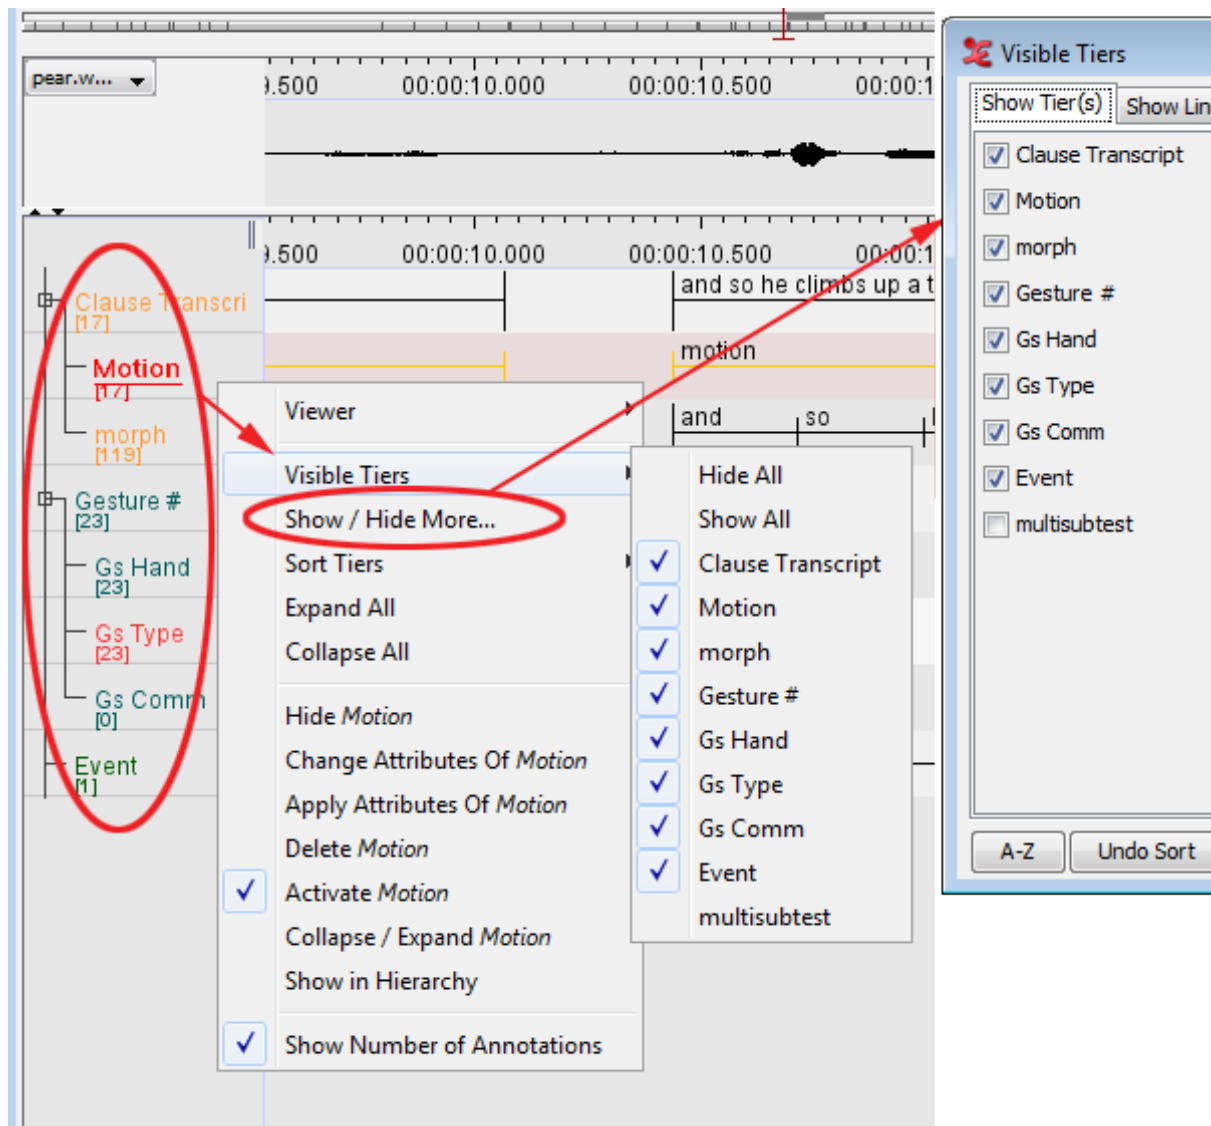 pear.w...
9.500 00:00:10.000 00:00:10.500 00:00:1
9.500 00:00:10.000 00:00:10.500 00:00:1
Clause Transcri
[17]
Motion
[17]
morph
[119]
Gesture #
[23]
Gs Hand
[23]
Gs Type
[23]
Gs Comm
[0]
Event
[1]
and so he climbs up a t
motion
and so
Viewer
Visible Tiers
Show / Hide More...
Sort Tiers
Expand All
Collapse All
Hide Motion
Change Attributes Of Motion
Apply Attributes Of Motion
Delete Motion
Activate Motion
Collapse / Expand Motion
Show in Hierarchy
Show Number of Annotations
Hide All
Show All
Clause Transcript
Motion
morph
Gesture #
Gs Hand
Gs Type
Gs Comm
Event
multisubtest
Visible Tiers
Show Tier(s) Show Lin
Clause Transcript
Motion
morph
Gesture #
Gs Hand
Gs Type
Gs Comm
Event
multisubtest
A-Z Undo Sort